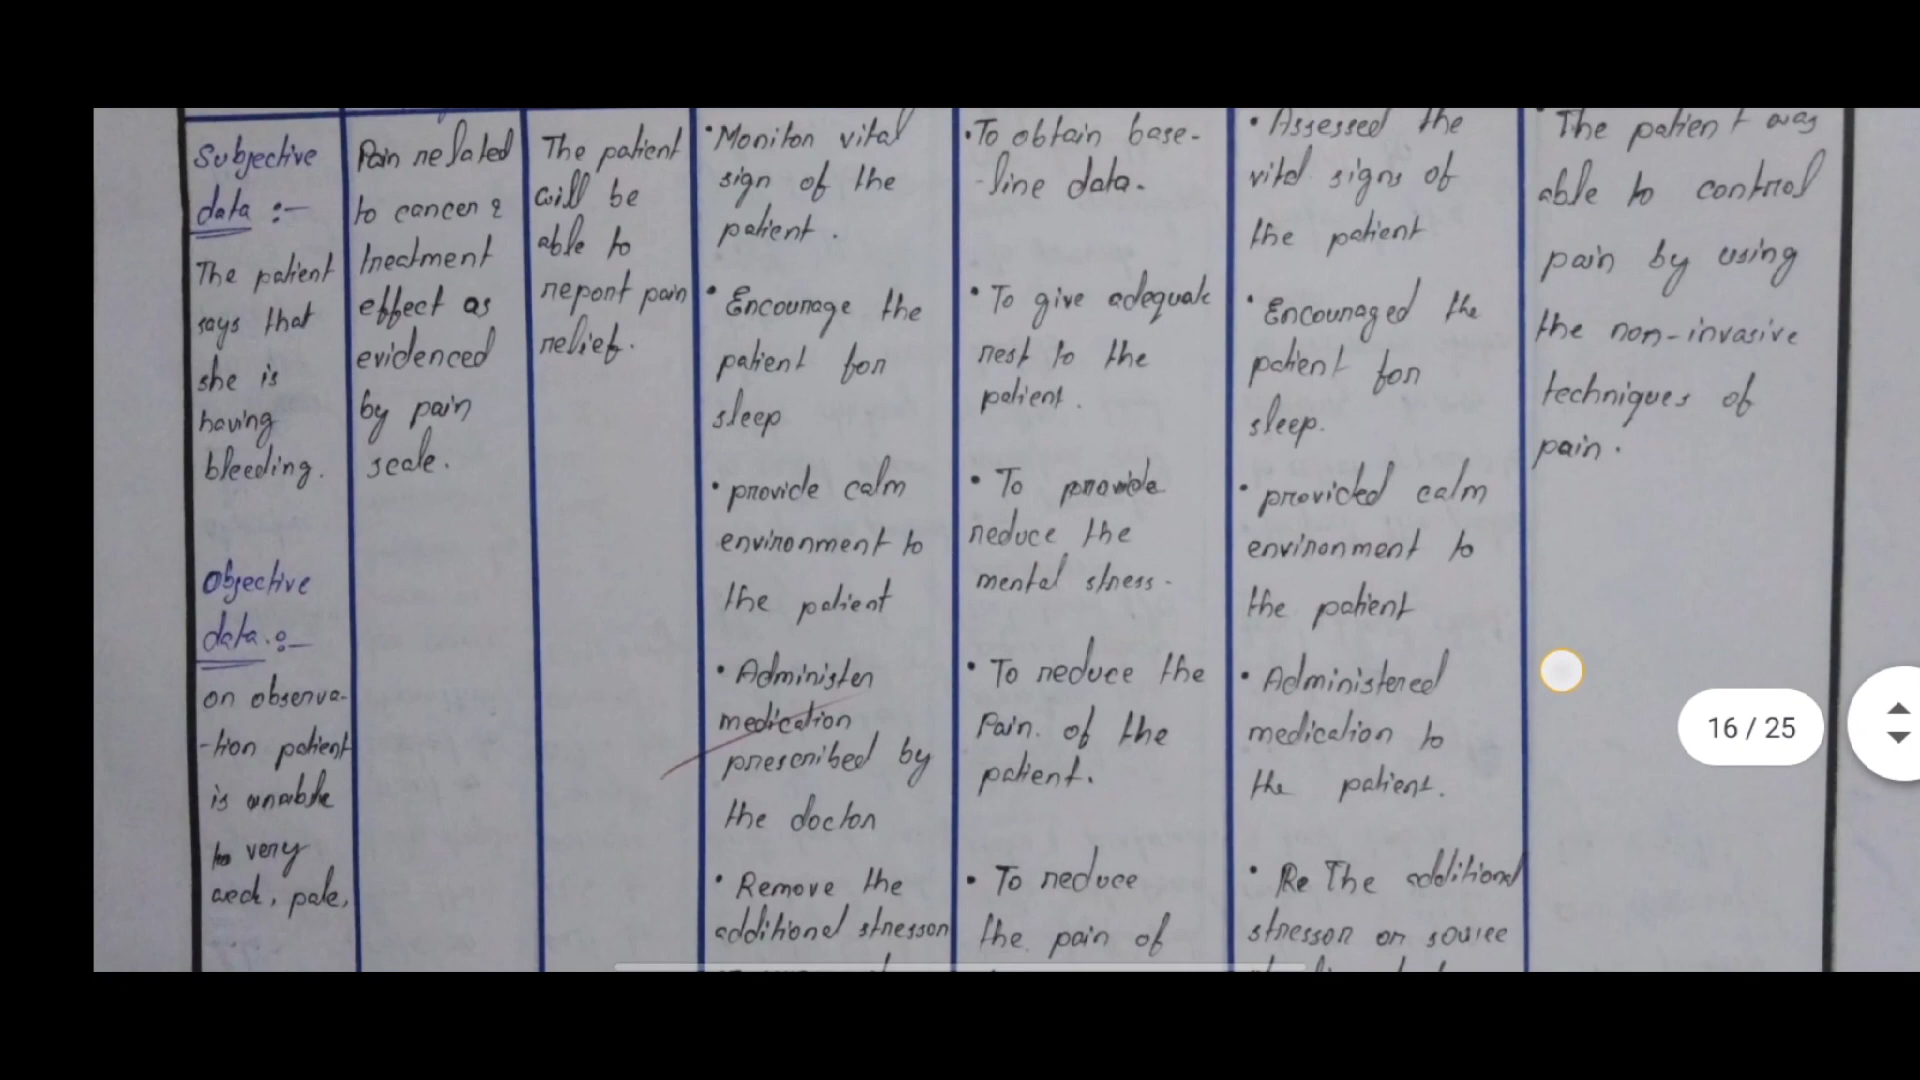 Subjective
data :-
The patient
says that
she is
having
bleeding.
Objective
data :-
on observa-
-tion patient
is unable
to very
weak, pale,
Pain related
to cancer &
treatment
effect as
evidenced
by pain
scale.
The patient
will be
able to
report pain
relief.
• Monitor vital
sign of the
patient.
• Encourage the
patient for
sleep
• provide calm
environment to
the patient
• Administer
medication
prescribed by
the doctor
• Remove the
additional stressor
• To obtain base-
-line data.
• To give adequate
rest to the
patient.
• To provide
reduce the
mental stress.
• To reduce the
Pain. of the
patient.
• To reduce
the pain of
• Assessed the
vital signs of
the patient
• Encouraged the
patient for
sleep.
• provided calm
environment to
the patient
• Administered
medication to
the patient.
• Re The additional
stressor or source
• The patient was
able to control
pain by using
the non-invasive
techniques of
pain.
16 / 25